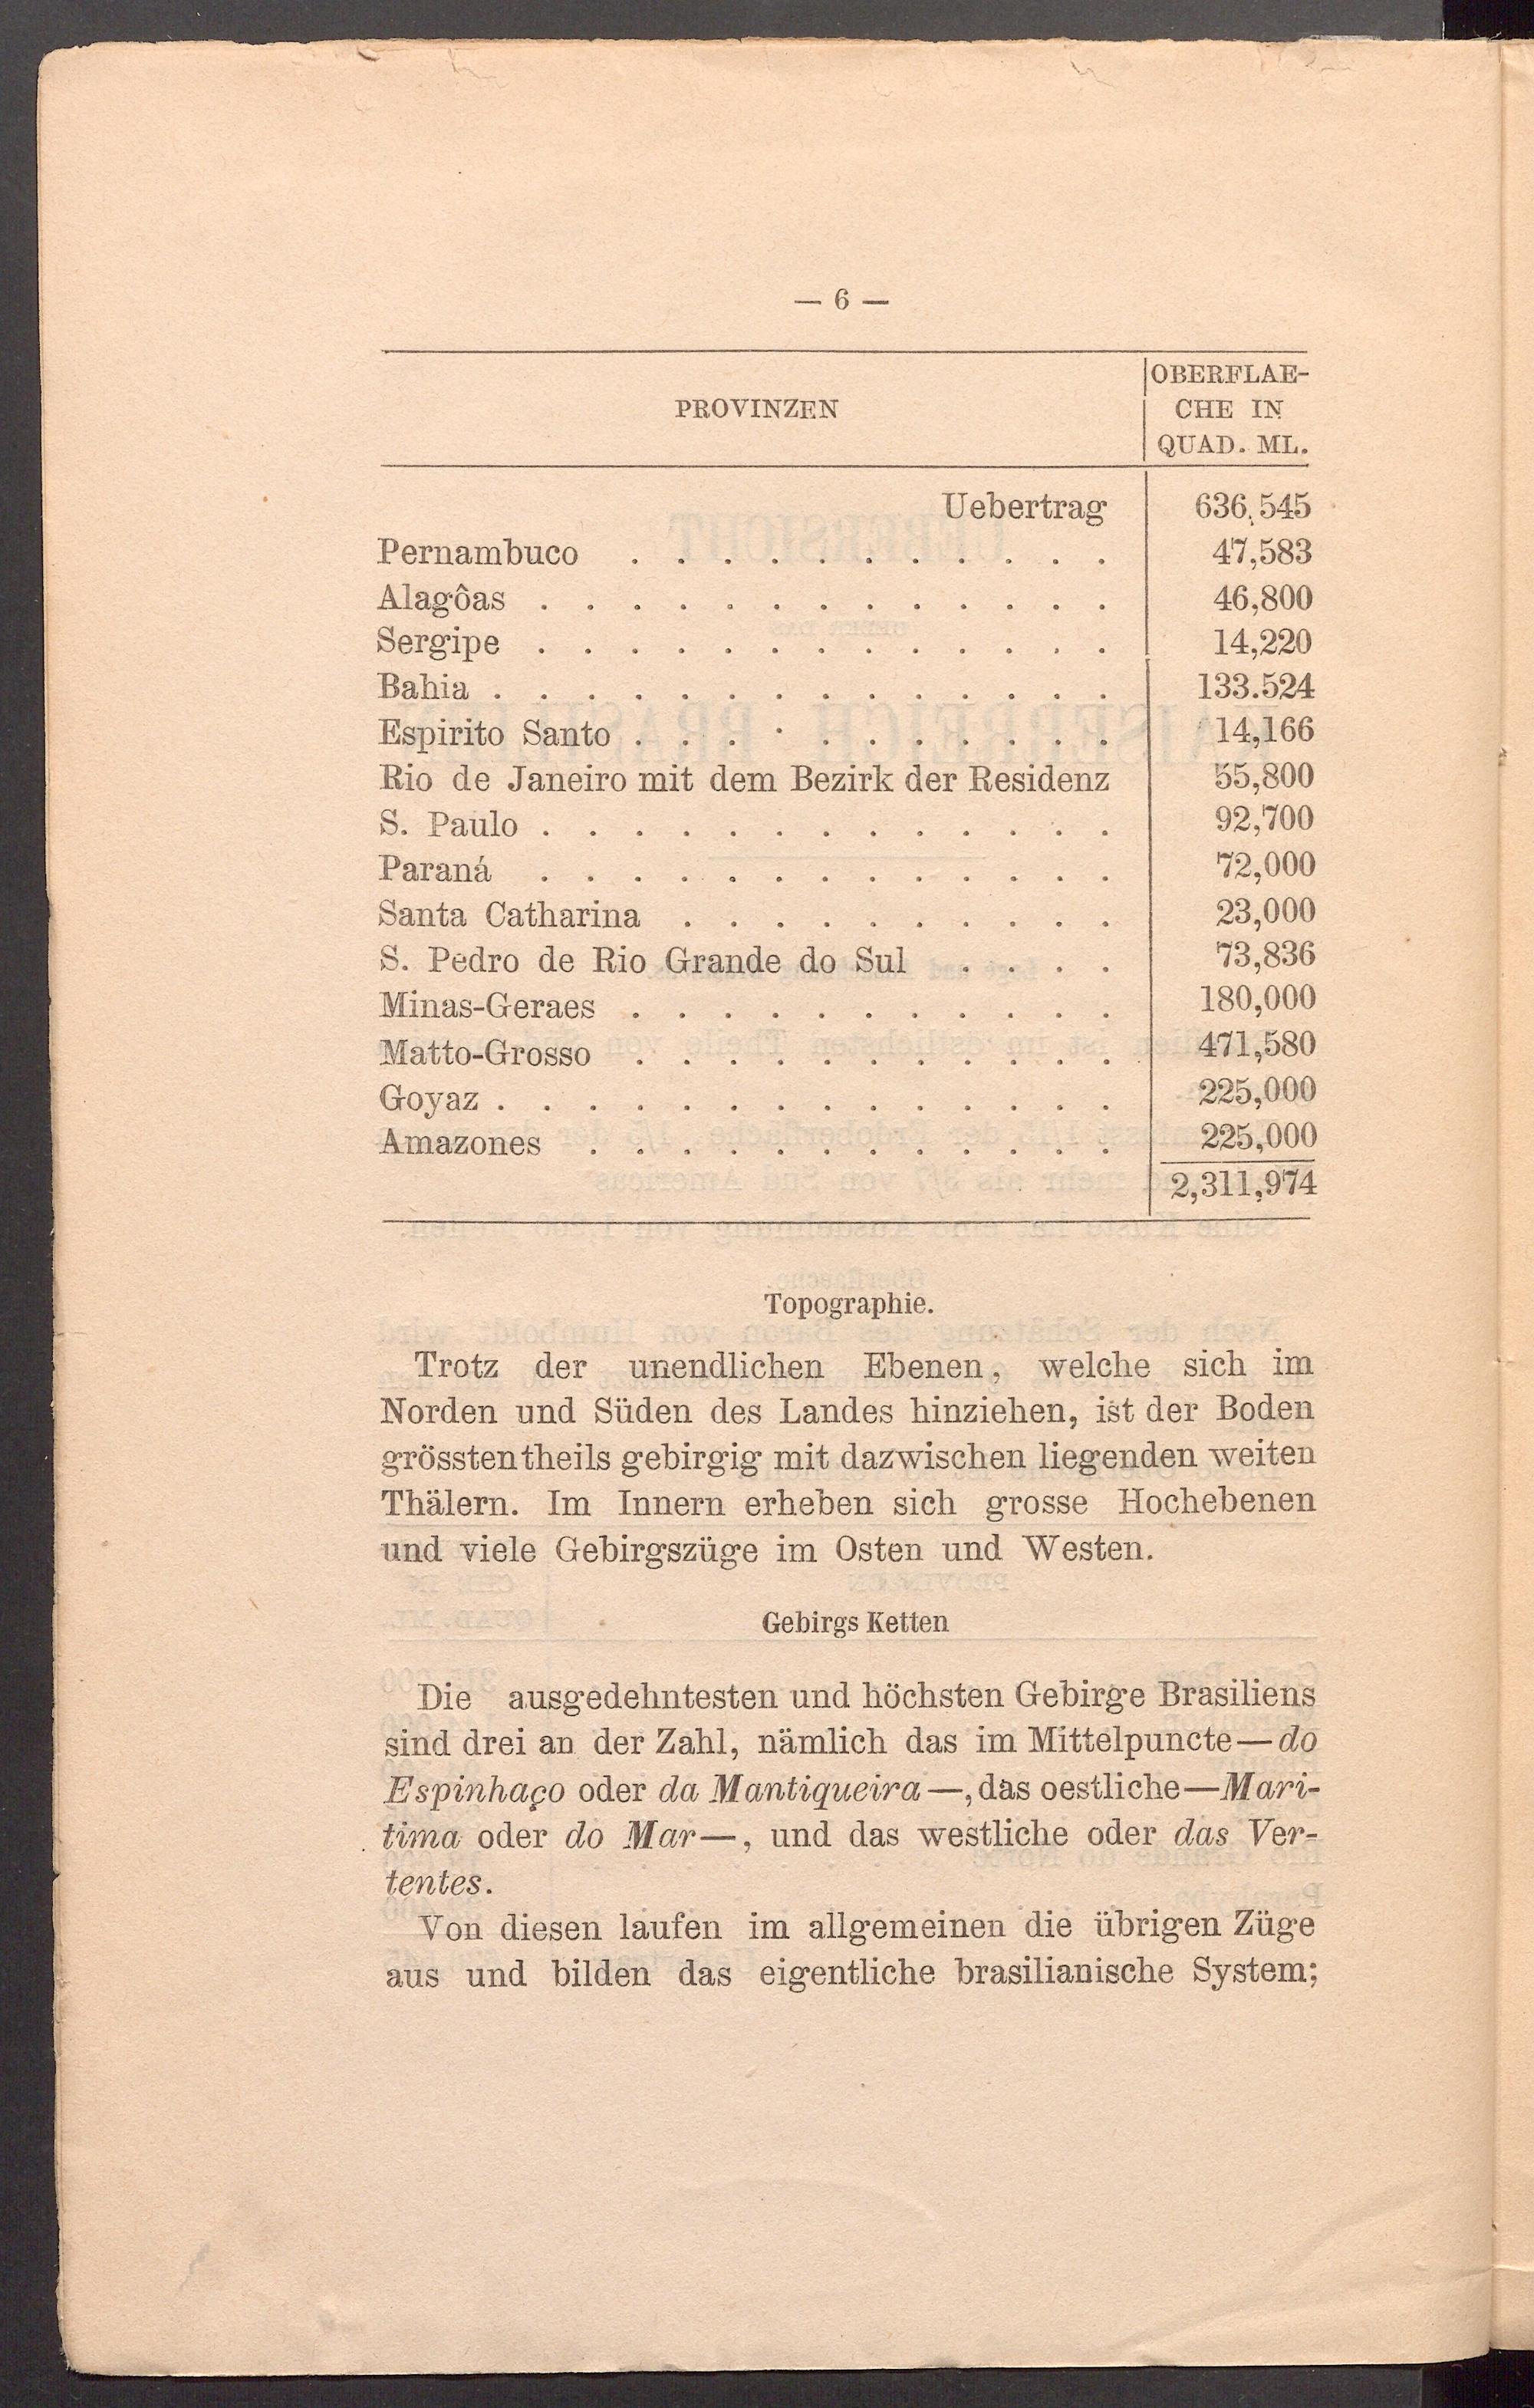 — 6 —
PROVINZEN
OBERFLAE-
CHE IN
QUAD. ML.
Uebertrag 636,545
Pernambuco . . . . . . . . . . . 47,583
Alagôas . . . . . . . . . . . . . 46,800
Sergipe . . . . . . . . . . . . . 14,220
Bahia . . . . . . . . . . . . . . 133.524
Espirito Santo . . . . . . . . . . . 14,166
Rio de Janeiro mit dem Bezirk der Residenz 55,800
S. Paulo . . . . . . . . . . . . . 92,700
Paraná . . . . . . . . . . . . . 72,000
Santa Catharina . . . . . . . . . . 23,000
S. Pedro de Rio Grande do Sul . . . . 73,836
Minas-Geraes . . . . . . . . . . . 180,000
Matto-Grosso . . . . . . . . . . . 471,580
Goyaz . . . . . . . . . . . . . . 225,000
Amazones . . . . . . . . . . . . 225,000
2,311,974
Topographie.
Trotz der unendlichen Ebenen, welche sich im
Norden und Süden des Landes hinziehen, ist der Boden
grösstentheils gebirgig mit dazwischen liegenden weiten
Thälern. Im Innern erheben sich grosse Hochebenen
und viele Gebirgszüge im Osten und Westen.
Gebirgs Ketten
Die ausgedehntesten und höchsten Gebirge Brasiliens
sind drei an der Zahl, nämlich das im Mittelpuncte—do
Espinhaço oder da Mantiqueira—, das oestliche—Mari-
tima oder do Mar—, und das westliche oder das Ver-
tentes.
Von diesen laufen im allgemeinen die übrigen Züge
aus und bilden das eigentliche brasilianische System;